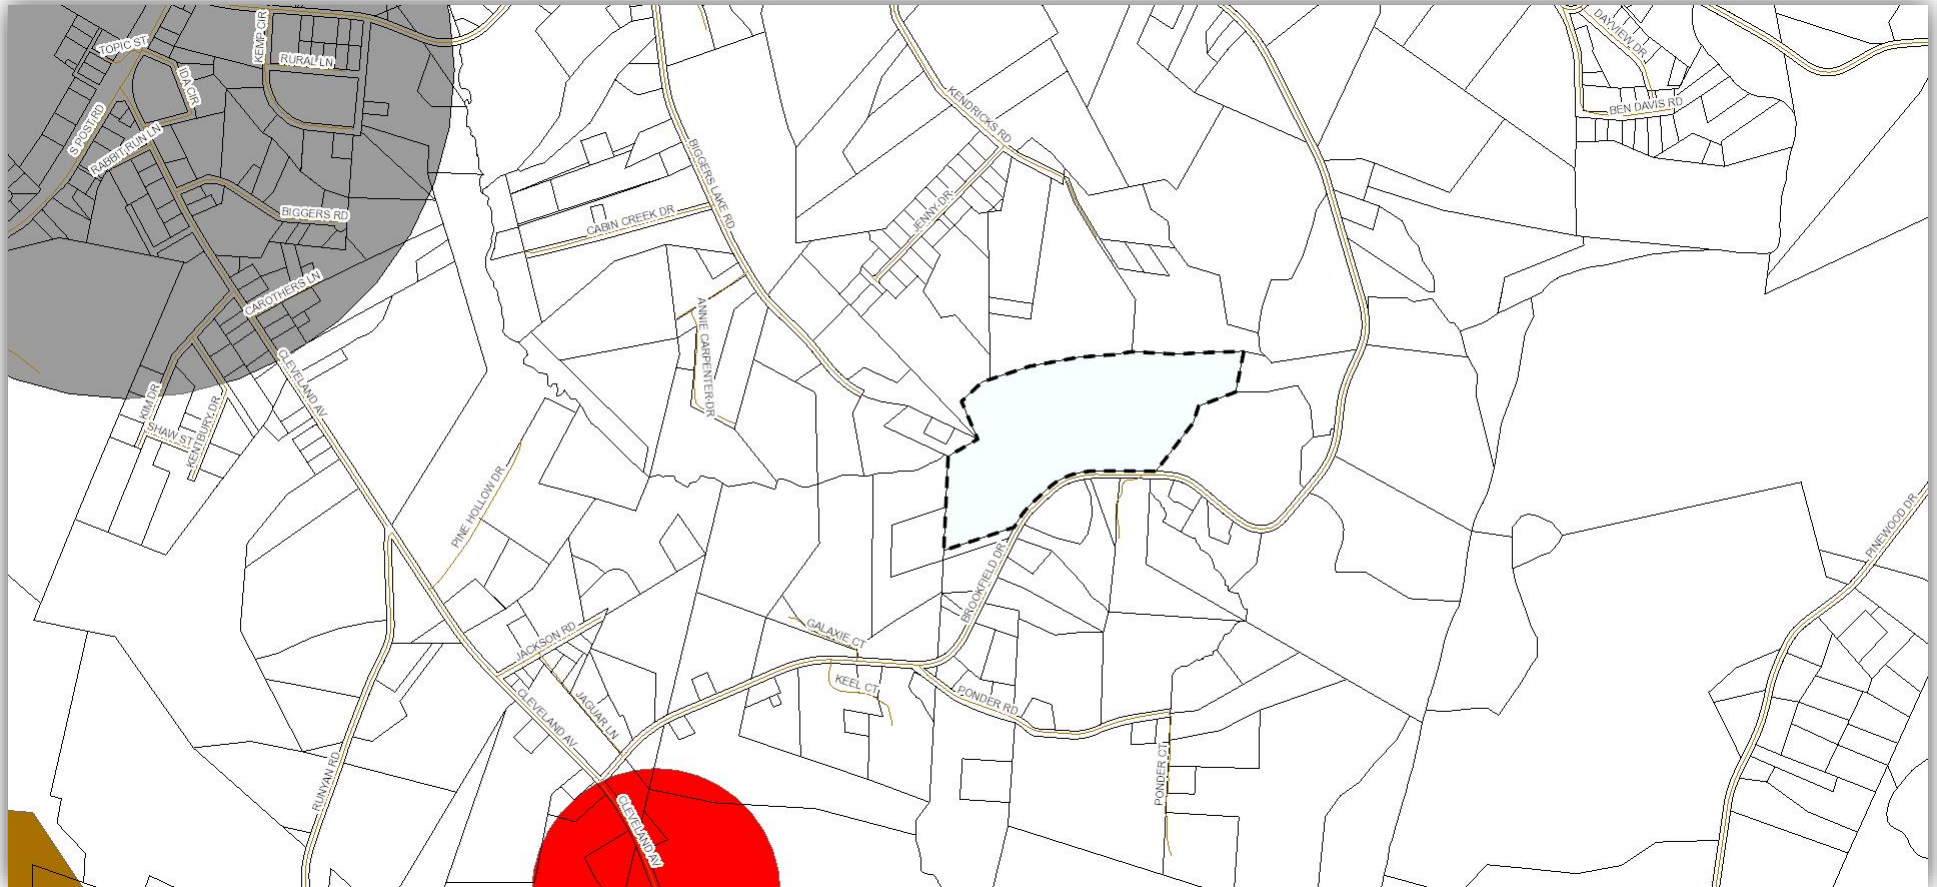 TOPIC ST
KEMP CIR
RURAL LN
IDA CIR
S POST RD
RABBIT RUN LN
BIGGERS RD
CAROTHERS LN
CLEVELAND AV
KIM DR
SHAW ST
KENTBURY DR
BIGGERS LAKE RD
CABIN CREEK DR
ANNIE CARPENTER DR
KENDRICKS RD
JENNY DR
DAYVIEW DR
BEN DAVIS RD
PINE HOLLOW DR
PINEWOOD DR
BROOKFIELD DR
JACKSON RD
GALAXIE CT
KEEL CT
PONDER RD
JAGUAR LN
CLEVELAND AV
RUNYAN RD
PONDER CT
CLEVELAND AV